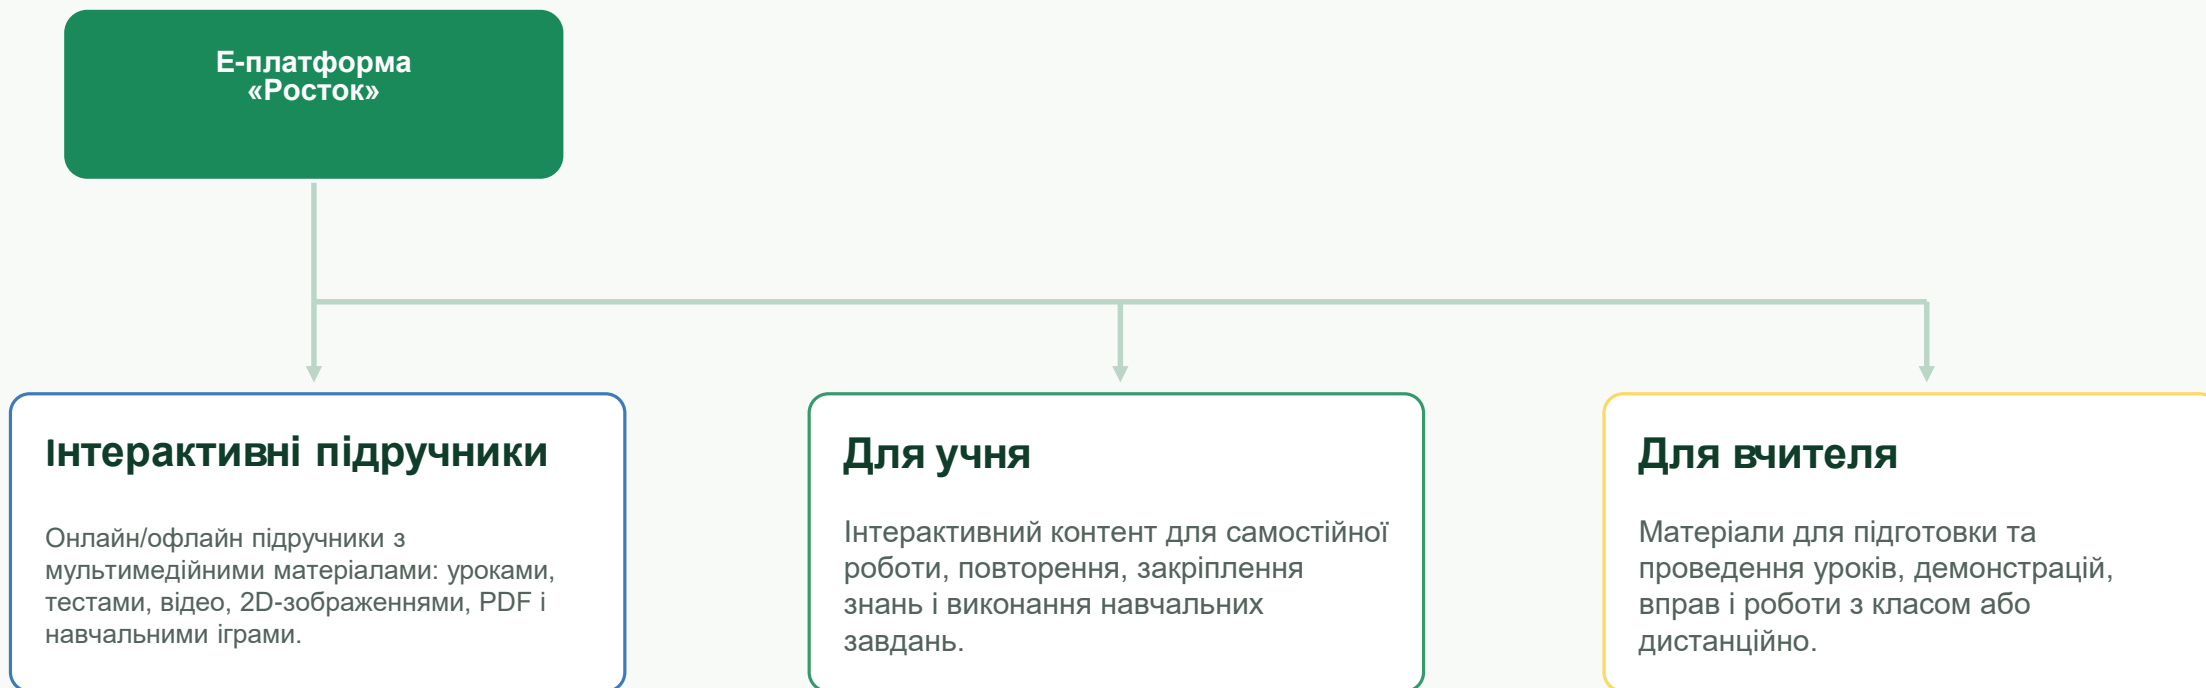 Е-платформа
«Росток»
Інтерактивні підручники
Онлайн/офлайн підручники з
мультимедійними матеріалами: уроками,
тестами, відео, 2D-зображеннями, PDF і
навчальними іграми.
Для учня
Інтерактивний контент для самостійної
роботи, повторення, закріплення
знань і виконання навчальних
завдань.
Для вчителя
Матеріали для підготовки та
проведення уроків, демонстрацій,
вправ і роботи з класом або
дистанційно.